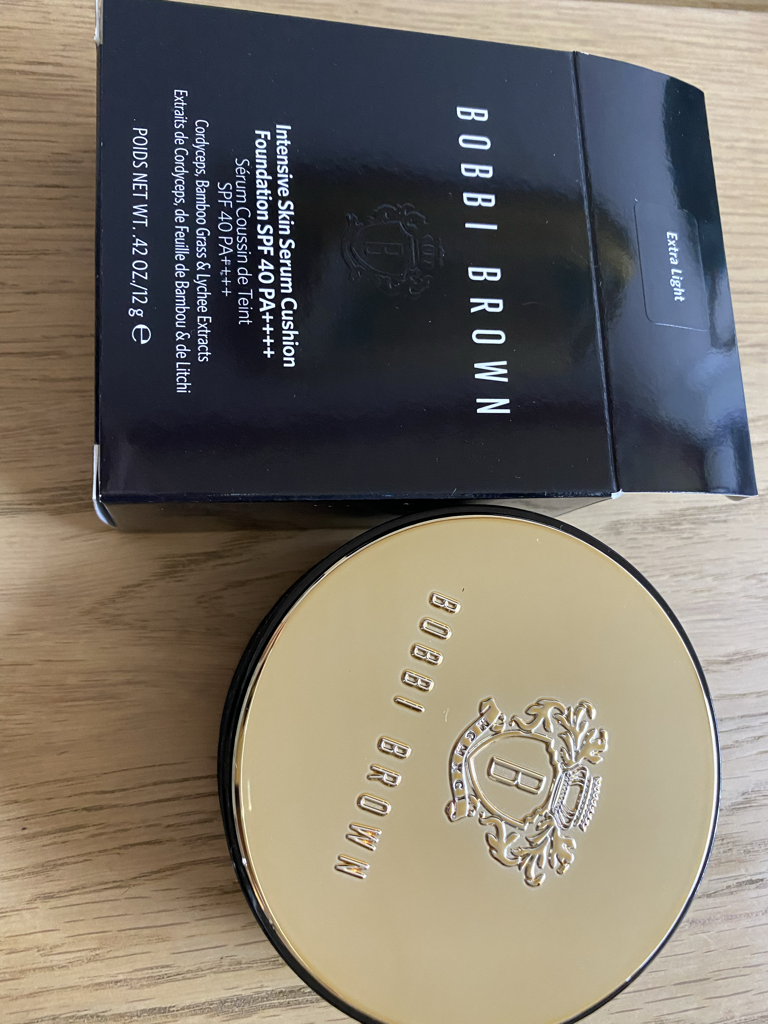 Extra Light
BOBBI BROWN
B
Intensive Skin Serum Cushion
Foundation SPF 40 PA++++
Sérum Coussin de Teint
SPF 40 PA++++
Cordyceps, Bamboo Grass & Lychee Extracts
Extraits de Cordyceps, de Feuille de Bambou & de Litchi
POIDS NET WT. .42 OZ./12 g ℮
B
BOBBI BROWN